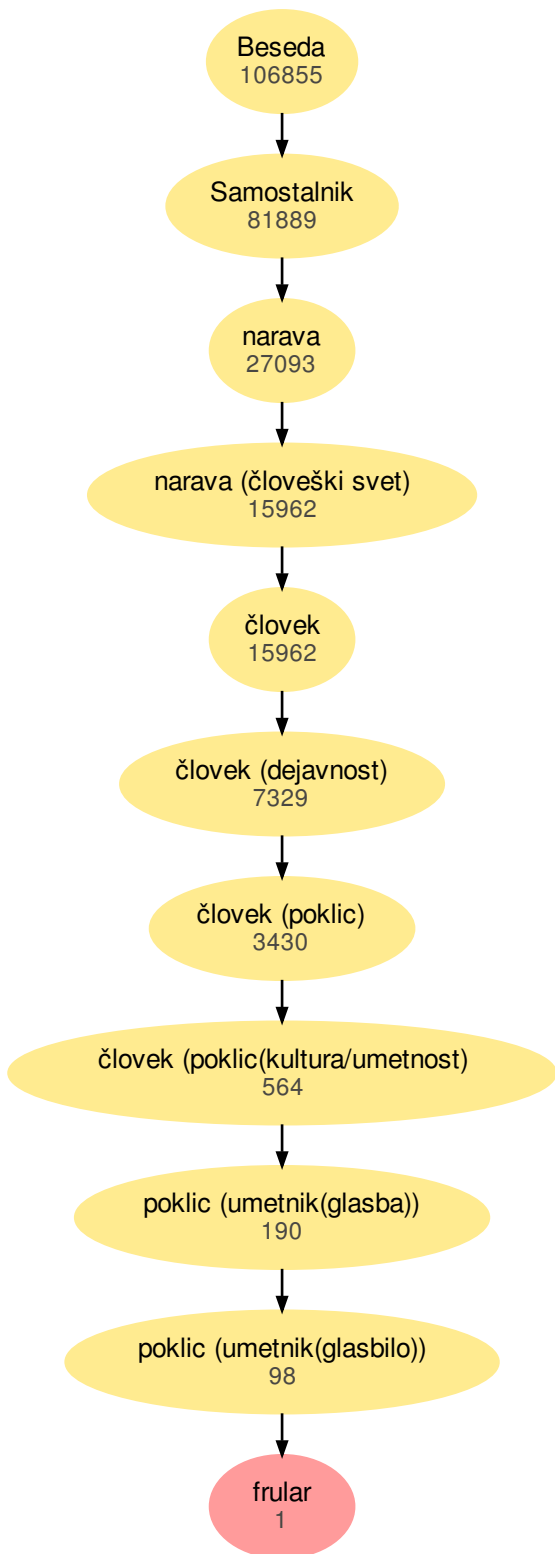 Beseda
106855
Samostalnik
81889
narava
27093
narava (človeški svet)
15962
človek
15962
človek (dejavnost)
7329
človek (poklic)
3430
človek (poklic(kultura/umetnost)
564
poklic (umetnik(glasba))
190
poklic (umetnik(glasbilo))
98
frular
1